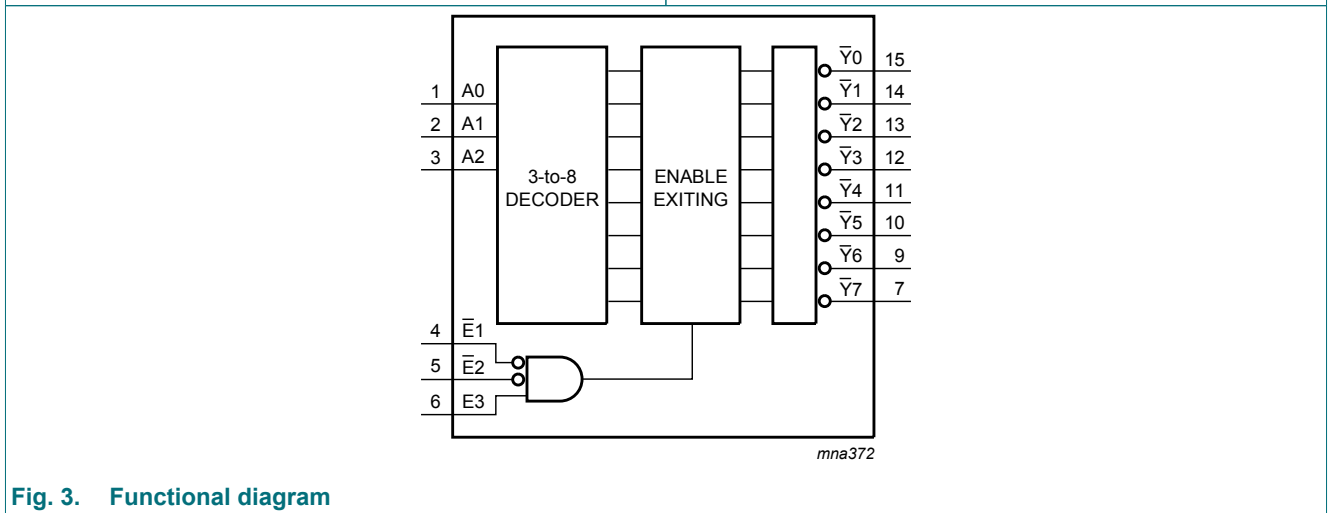 Y̅0 15
1 A0 Y̅1 14
2 A1 Y̅2 13
3 A2 Y̅3 12
3-to-8 ENABLE
DECODER EXITING
Y̅4 11
Y̅5 10
Y̅6 9
Y̅7 7
4 E̅1
5 E̅2
6 E3
mna372
Fig. 3. Functional diagram